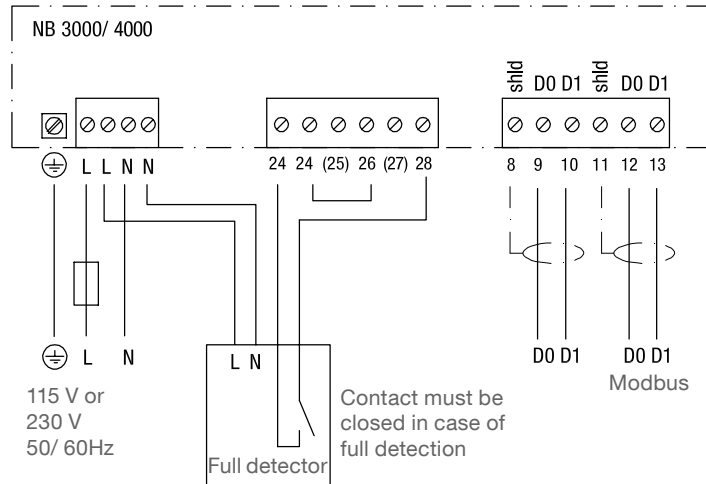 NB 3000/ 4000
shld D0 D1 shld D0 D1
L L N N 24 24 (25) 26 (27) 28 8 9 10 11 12 13
L N L N D0 D1 D0 D1
Modbus
115 V or
230 V
50/ 60Hz
Contact must be
closed in case of
full detection
Full detector